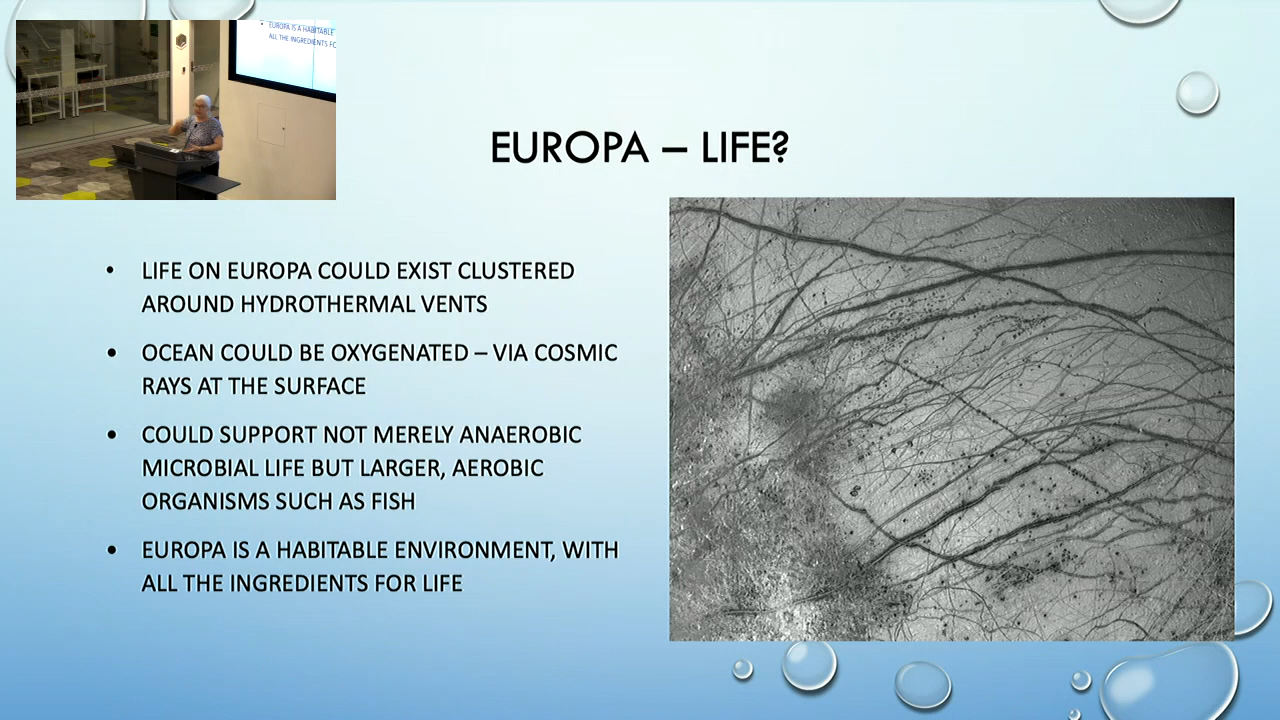 EUROPA IS A HABITABLE
ALL THE INGREDIENTS FO
EUROPA – LIFE?
• LIFE ON EUROPA COULD EXIST CLUSTERED
AROUND HYDROTHERMAL VENTS
• OCEAN COULD BE OXYGENATED – VIA COSMIC
RAYS AT THE SURFACE
• COULD SUPPORT NOT MERELY ANAEROBIC
MICROBIAL LIFE BUT LARGER, AEROBIC
ORGANISMS SUCH AS FISH
• EUROPA IS A HABITABLE ENVIRONMENT, WITH
ALL THE INGREDIENTS FOR LIFE